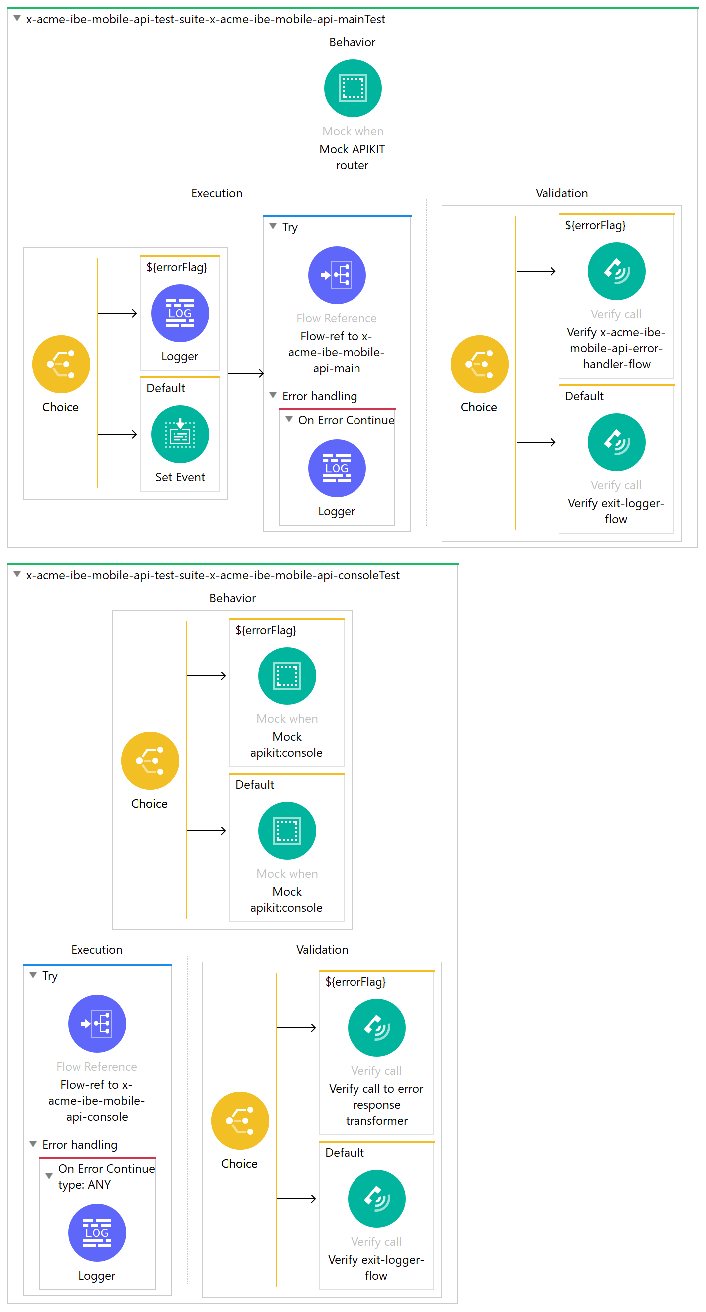 x-acme-ibe-mobile-api-test-suite-x-acme-ibe-mobile-api-mainTest
Behavior
Mock when
Mock APIKIT
router
Execution
Validation
${errorFlag}
LOG
Logger
Choice
Default
Set Event
Try
Flow Reference
Flow-ref to x-
acme-ibe-mobile-
api-main
Error handling
On Error Continue
LOG
Logger
Choice
${errorFlag}
Verify call
Verify x-acme-ibe-
mobile-api-error-
handler-flow
Default
Verify call
Verify exit-logger-
flow
x-acme-ibe-mobile-api-test-suite-x-acme-ibe-mobile-api-consoleTest
Behavior
Choice
${errorFlag}
Mock when
Mock
apikit:console
Default
Mock when
Mock
apikit:console
Execution
Validation
Try
Flow Reference
Flow-ref to x-
acme-ibe-mobile-
api-console
Error handling
On Error Continue
type: ANY
LOG
Logger
Choice
${errorFlag}
Verify call
Verify call to error
response
transformer
Default
Verify call
Verify exit-logger-
flow